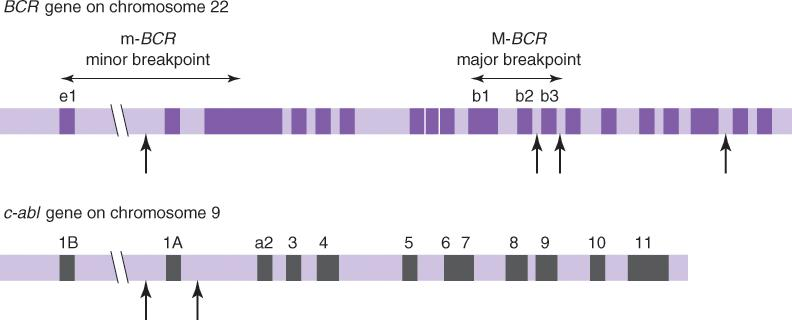 BCR gene on chromosome 22
m-BCR
minor breakpoint
M-BCR
major breakpoint
e1
b1 b2 b3
c-abl gene on chromosome 9
1B 1A a2 3 4 5 6 7 8 9 10 11